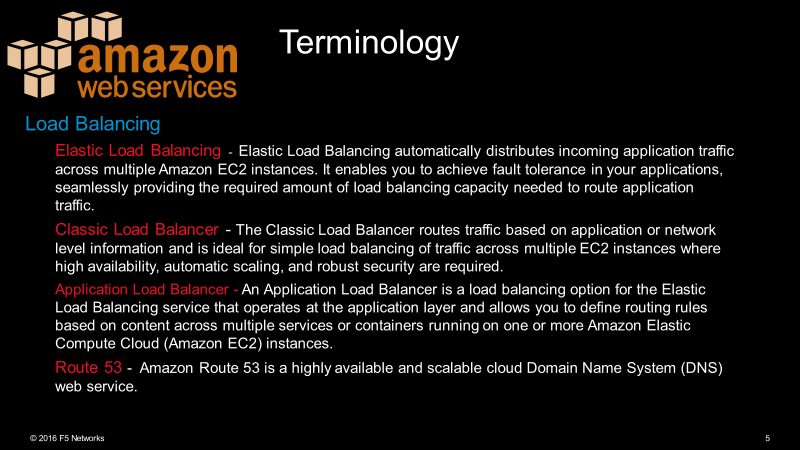 amazon
web services
Terminology
Load Balancing
Elastic Load Balancing - Elastic Load Balancing automatically distributes incoming application traffic
across multiple Amazon EC2 instances. It enables you to achieve fault tolerance in your applications,
seamlessly providing the required amount of load balancing capacity needed to route application
traffic.
Classic Load Balancer - The Classic Load Balancer routes traffic based on application or network
level information and is ideal for simple load balancing of traffic across multiple EC2 instances where
high availability, automatic scaling, and robust security are required.
Application Load Balancer - An Application Load Balancer is a load balancing option for the Elastic
Load Balancing service that operates at the application layer and allows you to define routing rules
based on content across multiple services or containers running on one or more Amazon Elastic
Compute Cloud (Amazon EC2) instances.
Route 53 - Amazon Route 53 is a highly available and scalable cloud Domain Name System (DNS)
web service.
© 2016 F5 Networks
5